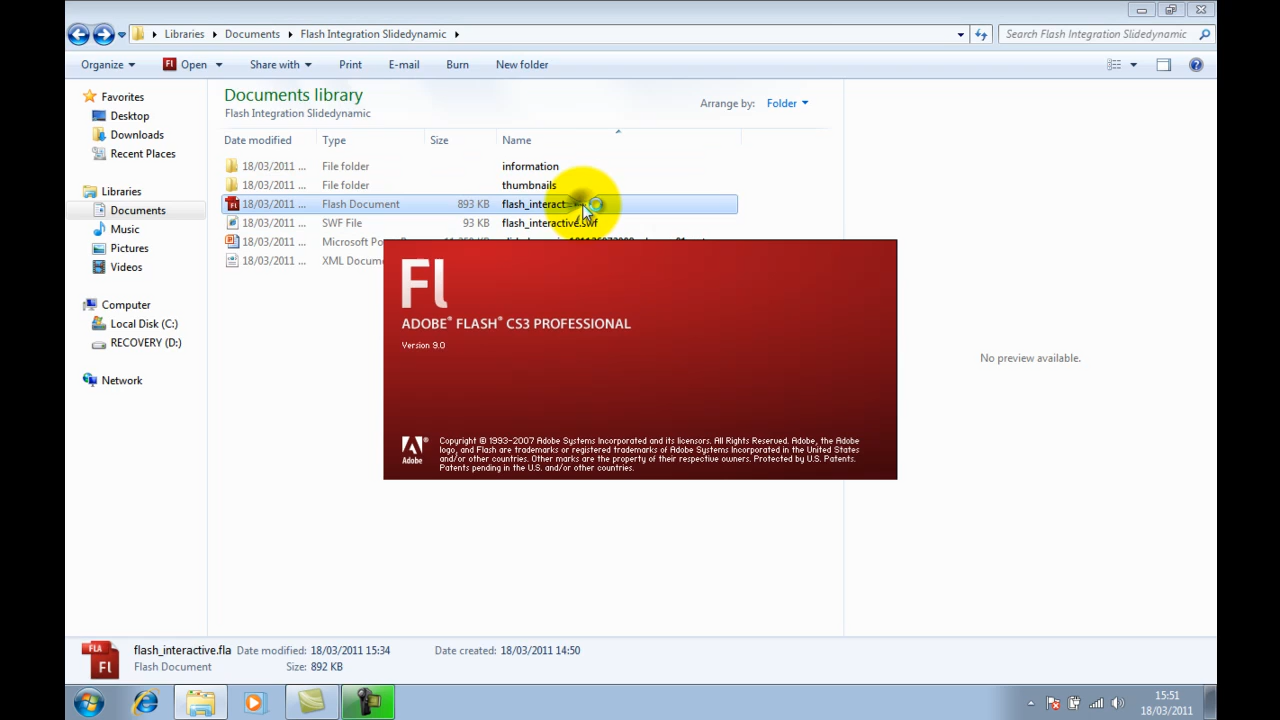 Libraries Documents Flash Integration Slidedynamic
Search Flash Integration Slidedynamic
Organize Open Share with Print E-mail Burn New folder
Favorites
Desktop
Downloads
Recent Places
Libraries
Documents
Music
Pictures
Videos
Computer
Local Disk (C:)
RECOVERY (D:)
Network
Documents library
Flash Integration Slidedynamic
Arrange by: Folder
Date modified Type Size Name
18/03/2011 ... File folder information
18/03/2011 ... File folder thumbnails
18/03/2011 ... Flash Document 893 KB flash_interact
18/03/2011 ... SWF File 93 KB flash_interactive.swf
18/03/2011 ... Microsoft Po
18/03/2011 ... XML Docume
Fl
ADOBE® FLASH® CS3 PROFESSIONAL
Version 9.0
Adobe
Copyright © 1993-2007 Adobe Systems Incorporated and its licensors. All Rights Reserved. Adobe, the Adobe
logo, and Flash are trademarks or registered trademarks of Adobe Systems Incorporated in the United States
and/or other countries. Other marks are the property of their respective owners. Protected by U.S. Patents.
Patents pending in the U.S. and/or other countries.
No preview available.
FLA
Fl
flash_interactive.fla Date modified: 18/03/2011 15:34 Date created: 18/03/2011 14:50
Flash Document Size: 892 KB
15:51
18/03/2011